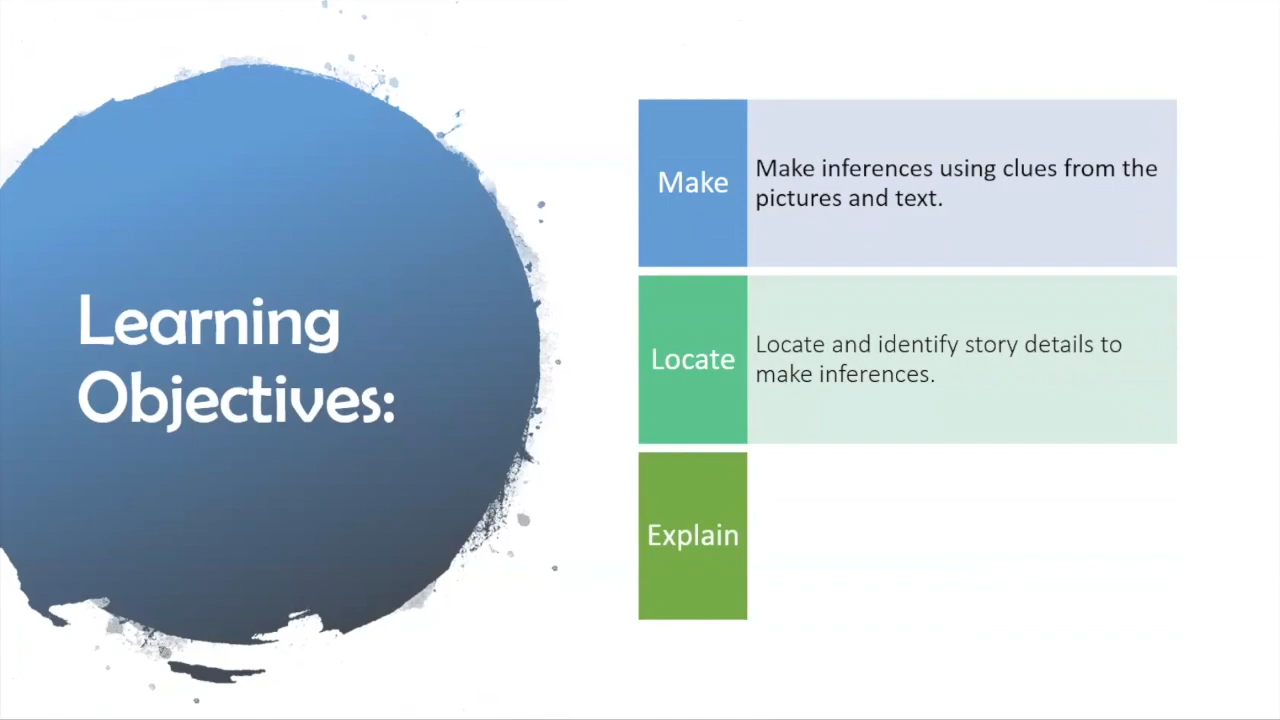 Learning
Objectives:
Make
Make inferences using clues from the
pictures and text.
Locate
Locate and identify story details to
make inferences.
Explain